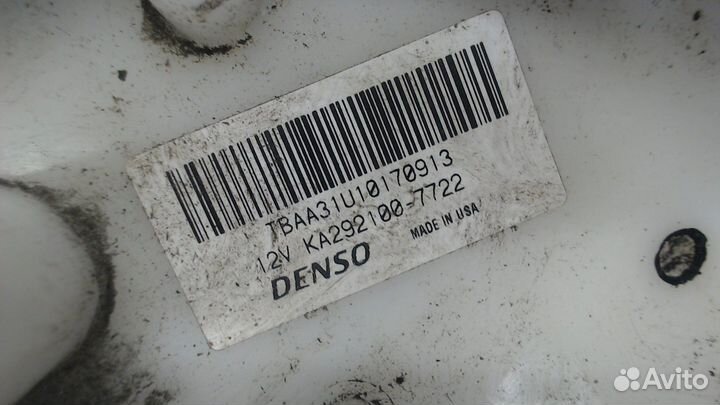 TBAA31U10170913
12V KA292100-7722
DENSO MADE IN USA
Avito